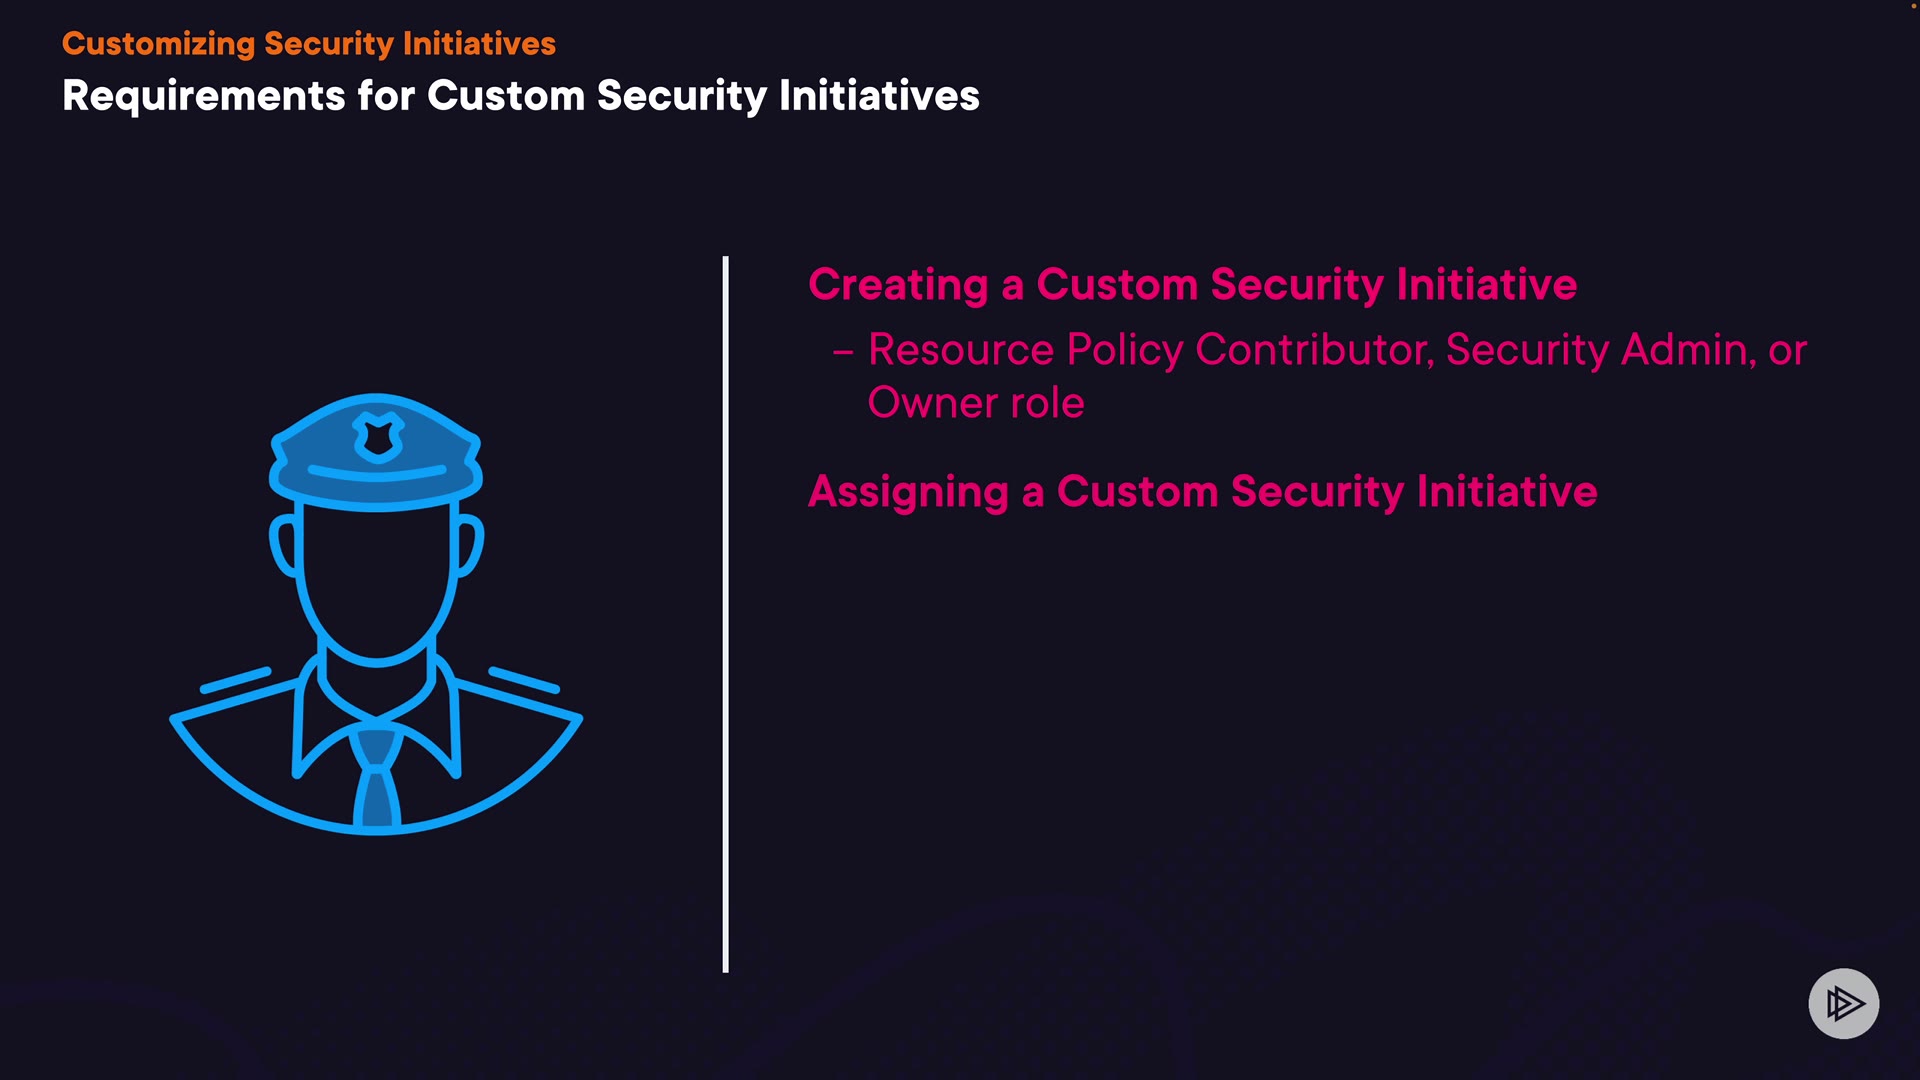 Customizing Security Initiatives
Requirements for Custom Security Initiatives
Creating a Custom Security Initiative
– Resource Policy Contributor, Security Admin, or
Owner role
Assigning a Custom Security Initiative